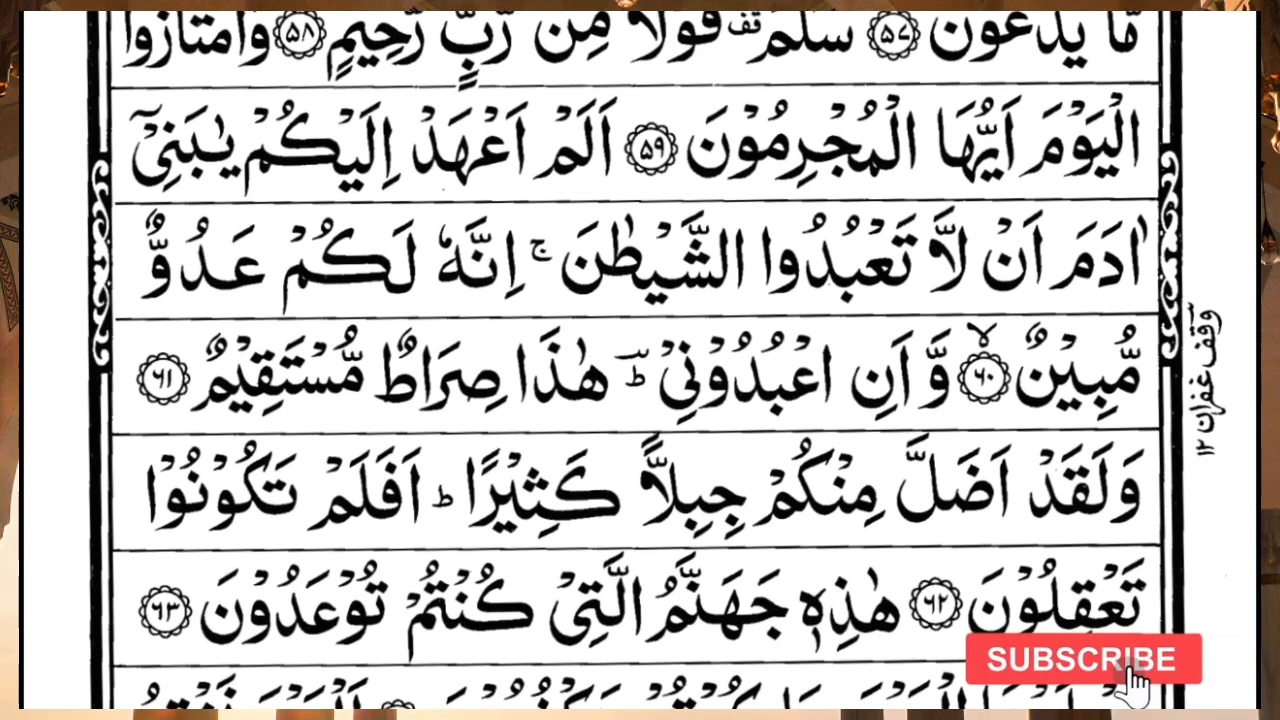 مَّا يَدَّعُوْنَ ﴿۵۷﴾ سَلٰمٌ قف قَوْلًا مِّنْ رَّبٍّ رَّحِيْمٍ ﴿۵۸﴾ وَامْتَازُوا
الْيَوْمَ اَيُّهَا الْمُجْرِمُوْنَ ﴿۵۹﴾ اَلَمْ اَعْهَدْ اِلَيْكُمْ يٰبَنِيْٓ
اٰدَمَ اَنْ لَّا تَعْبُدُوا الشَّيْطٰنَ ۚ اِنَّهٗ لَكُمْ عَدُوٌّ
مُّبِيْنٌ ﴿۶۰﴾ۙ وَّ اَنِ اعْبُدُوْنِيْ ؕ هٰذَا صِرَاطٌ مُّسْتَقِيْمٌ ﴿۶۱﴾
وَلَقَدْ اَضَلَّ مِنْكُمْ جِبِلًّا كَثِيْرًا ؕ اَفَلَمْ تَكُوْنُوْا
تَعْقِلُوْنَ ﴿۶۲﴾ هٰذِهٖ جَهَنَّمُ الَّتِيْ كُنْتُمْ تُوْعَدُوْنَ ﴿۶۳﴾
وقف غفران ۱۲
SUBSCRIBE